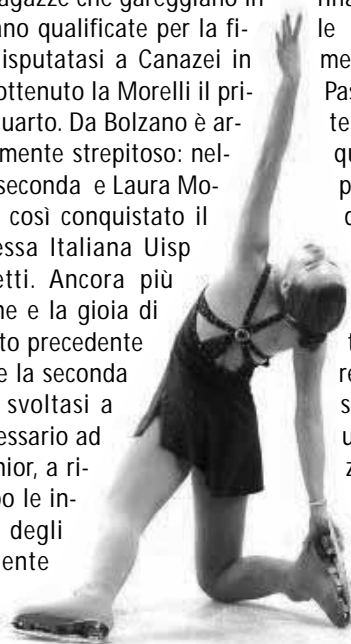 agazze che gareggiano in
ano qualificate per la fi-
isputatasi a Canazei in
ottenuto la Morelli il pri-
uarto. Da Bolzano è ar-
mente strepitoso: nel-
seconda e Laura Mo-
così conquistato il
essa Italiana Uisp
etti. Ancora più
ne e la gioia di
to precedente
e la seconda
svoltasi a
essario ad
nior, a ri-
po le in-
degli
ente
le
me
Pas
te
qu
p
t
re
s
u
z